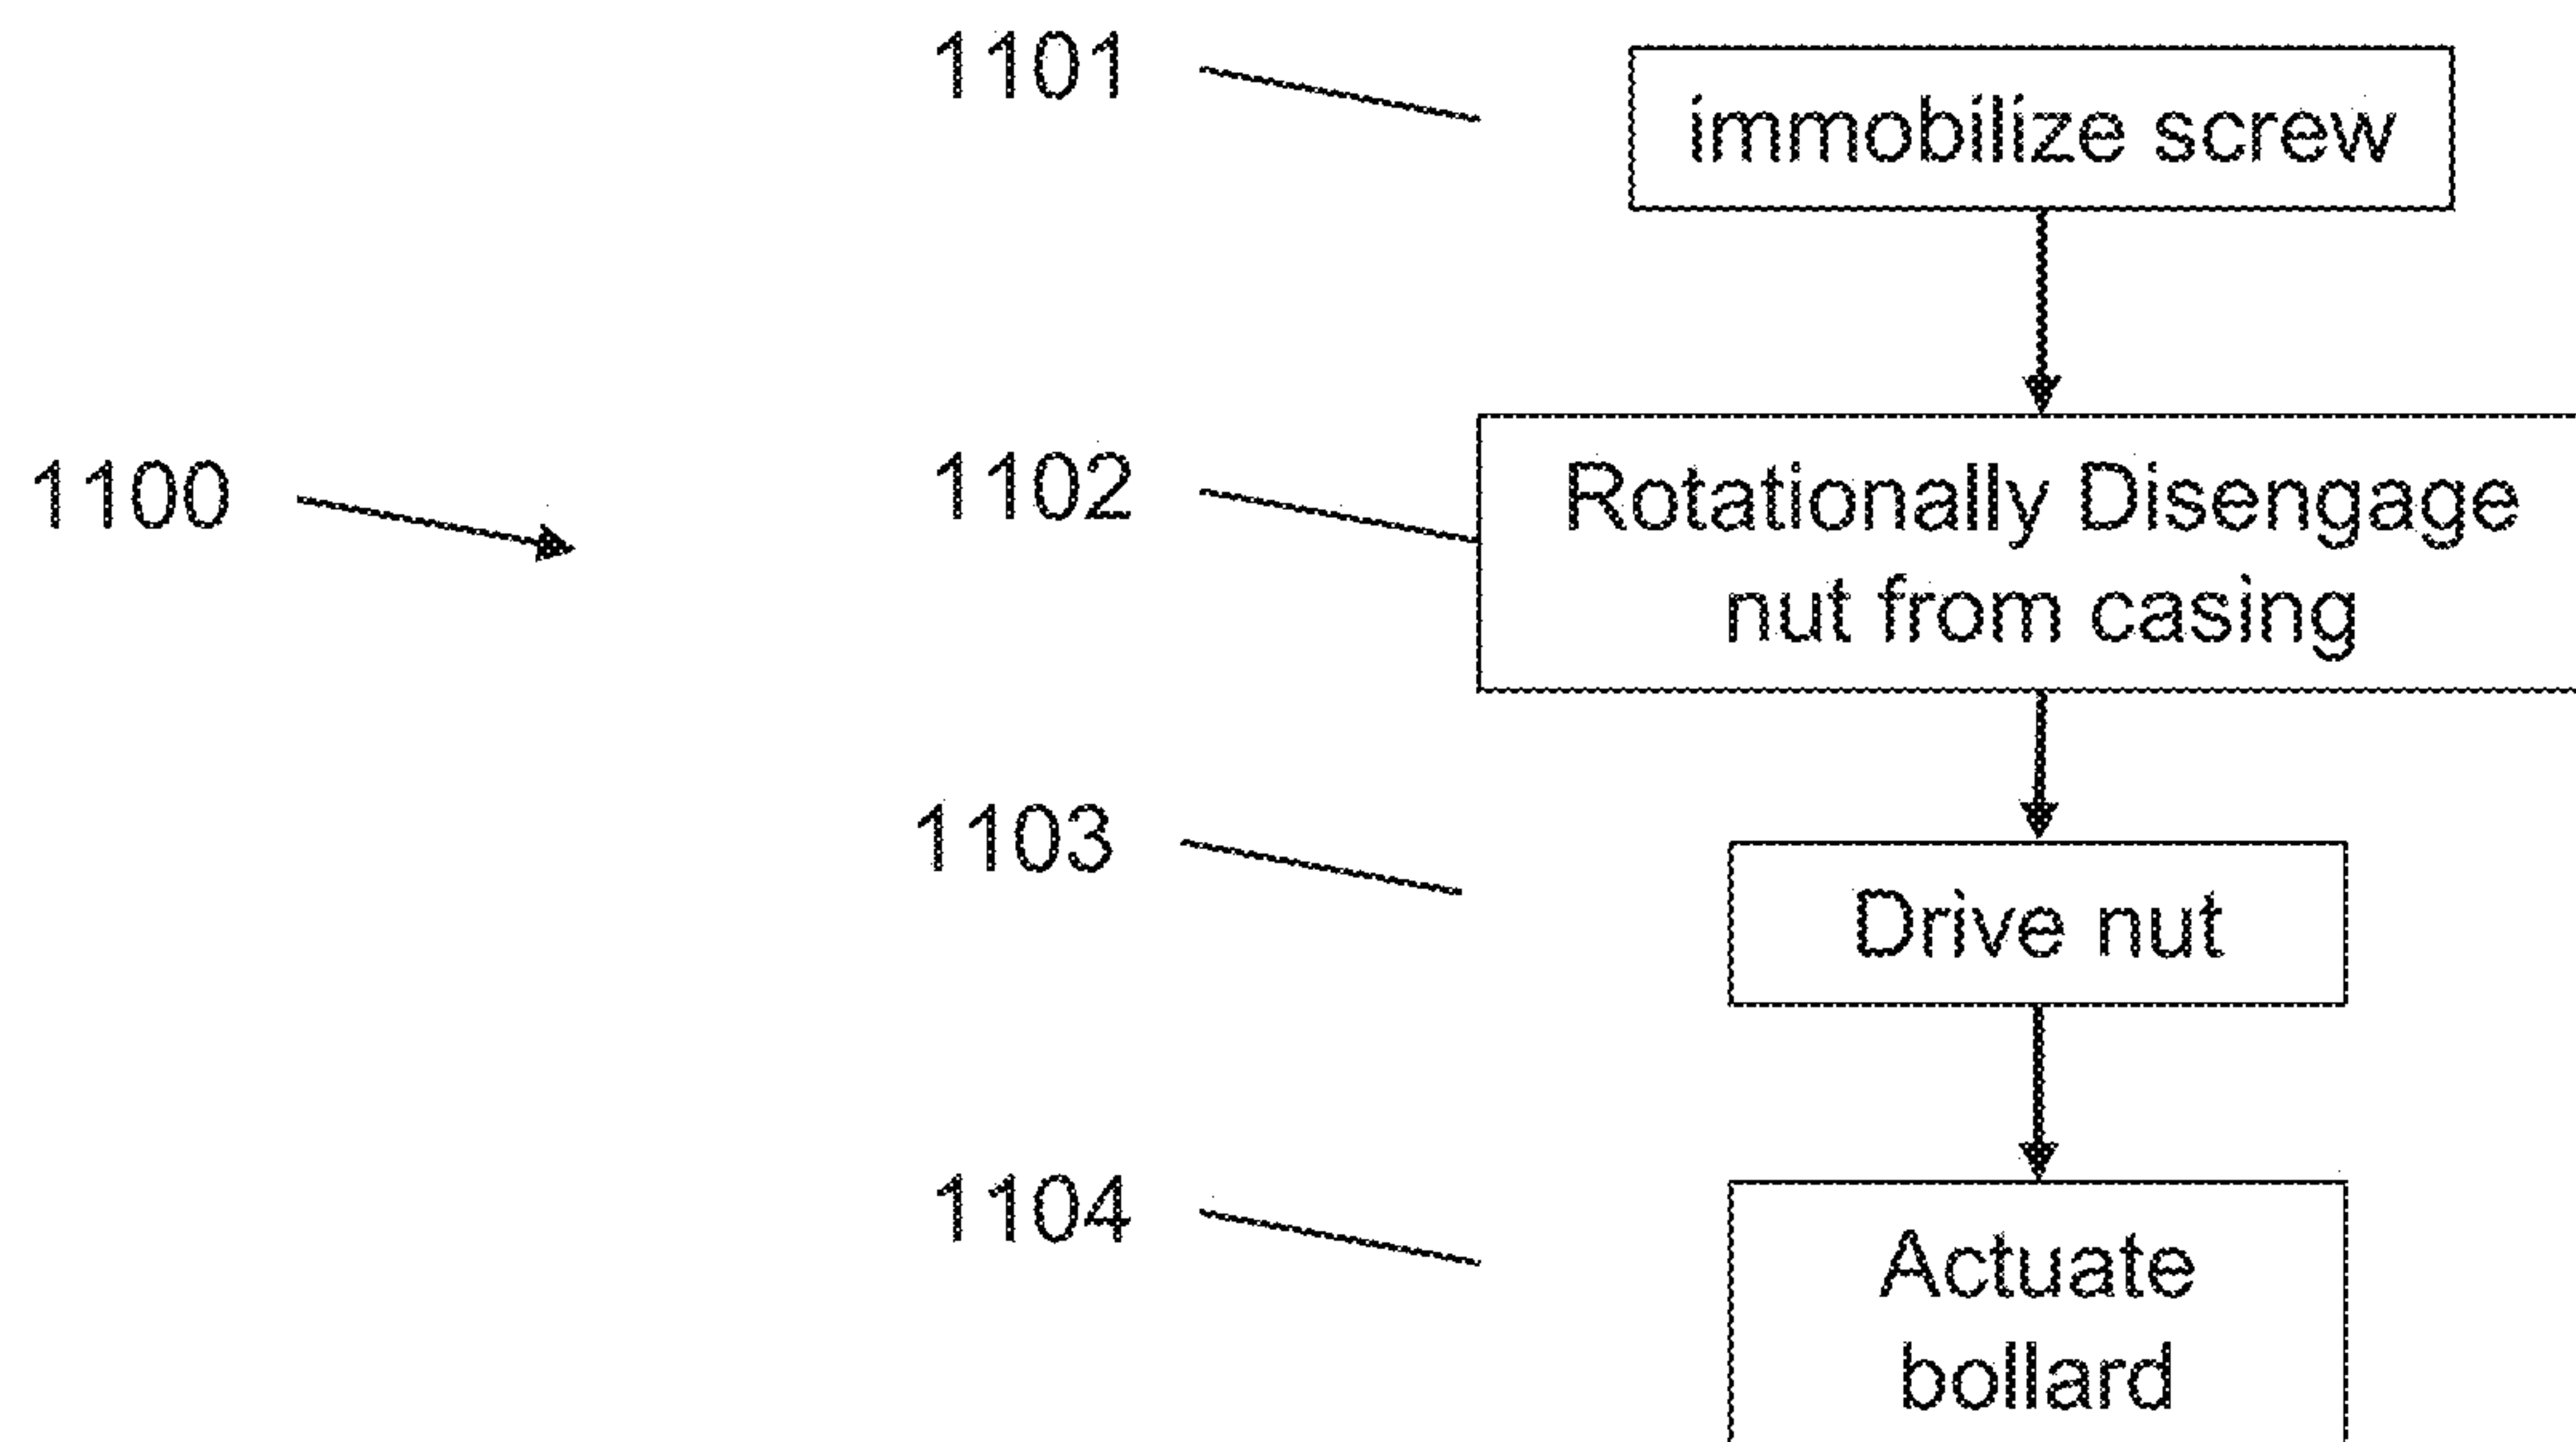 1101
immobilize screw
1100
1102
Rotationally Disengage
nut from casing
1103
Drive nut
1104
Actuate
bollard